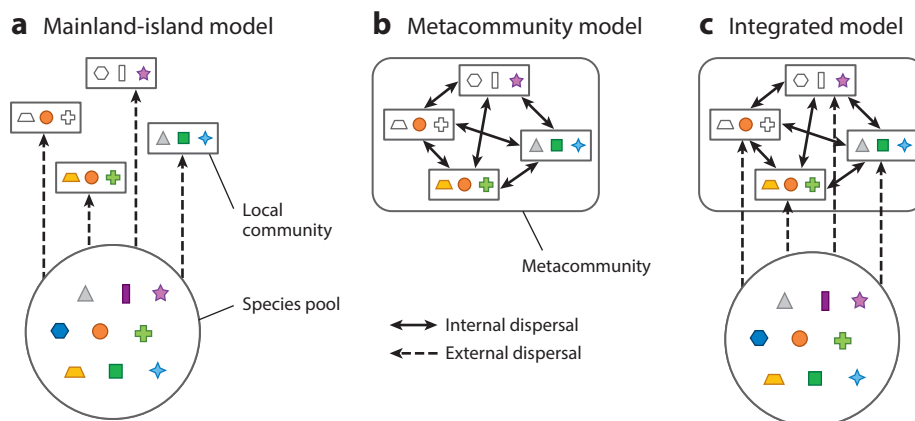 a Mainland-island model
b Metacommunity model
c Integrated model
Local
community
Species pool
Metacommunity
Internal dispersal
External dispersal